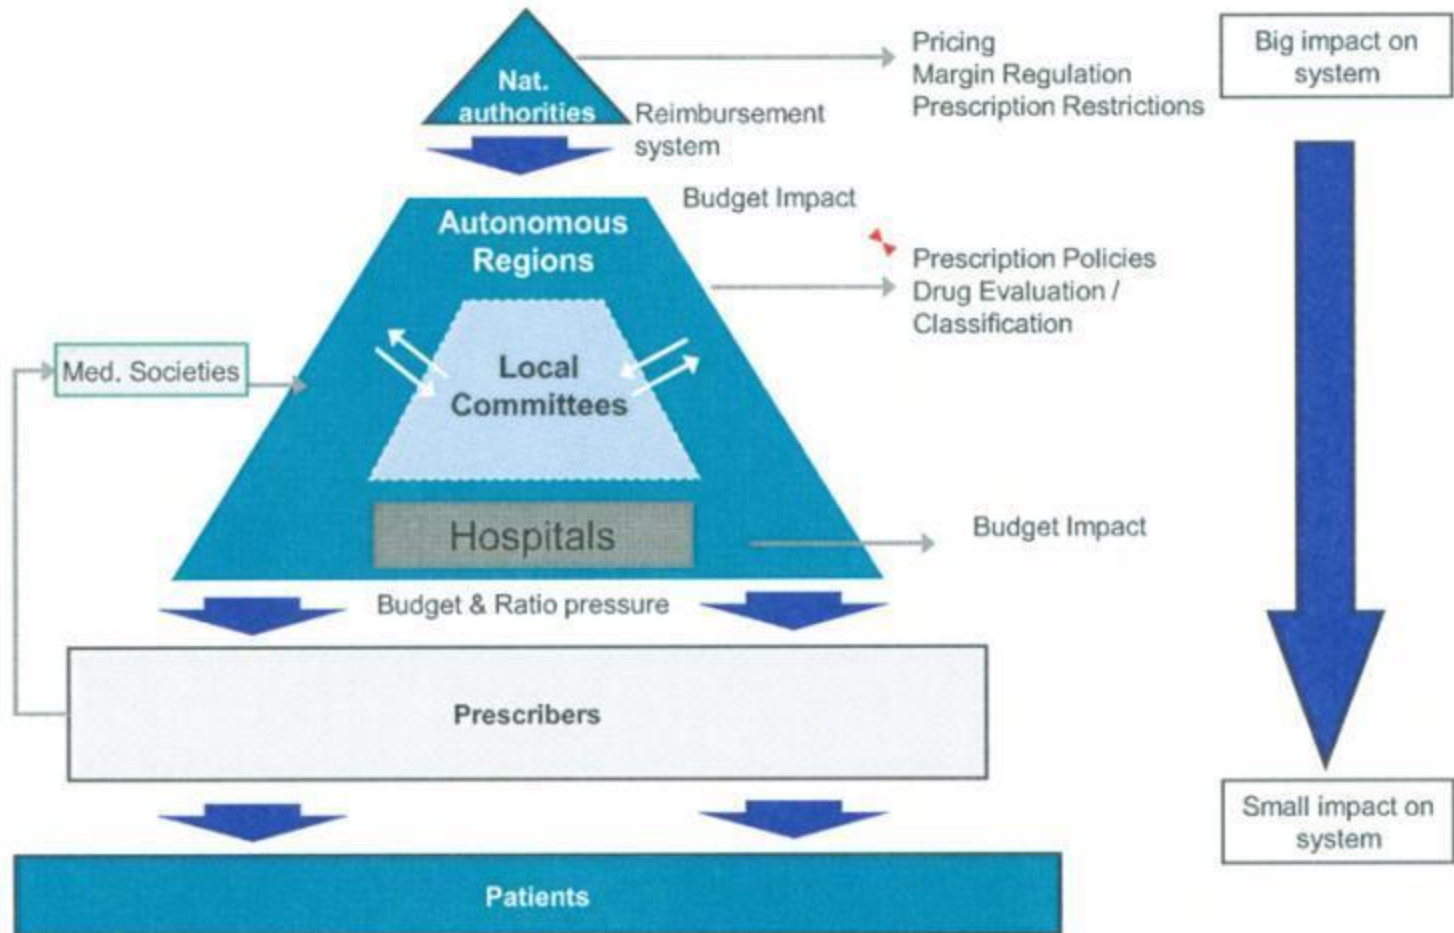 Nat.
authorities
Pricing
Margin Regulation
Prescription Restrictions
Big impact on
system
Reimbursement
system
Budget Impact
Autonomous
Regions
Prescription Policies
Drug Evaluation /
Classification
Med. Societies
Local
Committees
Hospitals
Budget Impact
Budget & Ratio pressure
Prescribers
Small impact on
system
Patients